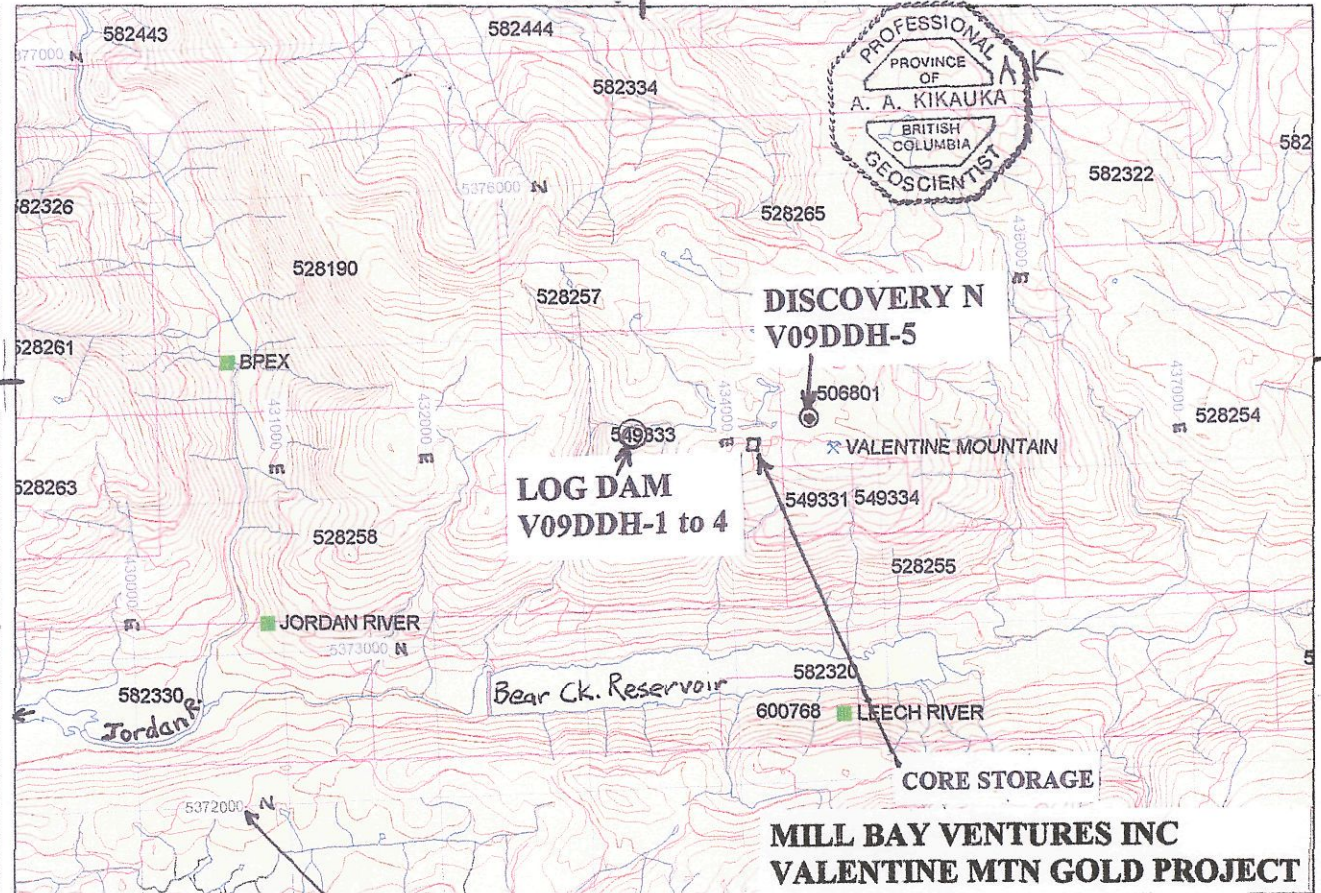 582443
582444
377000 N
582334
PROFESSIONAL
PROVINCE
OF
A. A. KIKAUKA
BRITISH
COLUMBIA
GEOSCIENTIST
AK
582
582322
5376000 N
582326
528265
438000 E
528190
528257
DISCOVERY N
V09DDH-5
528261
BPEX
506801
431000 E
432000 E
434000 E
437000 E
528254
549333
VALENTINE MOUNTAIN
LOG DAM
V09DDH-1 to 4
528263
549331 549334
528258
528255
430000 E
JORDAN RIVER
5373000 N
582320
5
582330
Jordan R.
Bear Ck. Reservoir
600768
LEECH RIVER
CORE STORAGE
5372000 N
MILL BAY VENTURES INC
VALENTINE MTN GOLD PROJECT